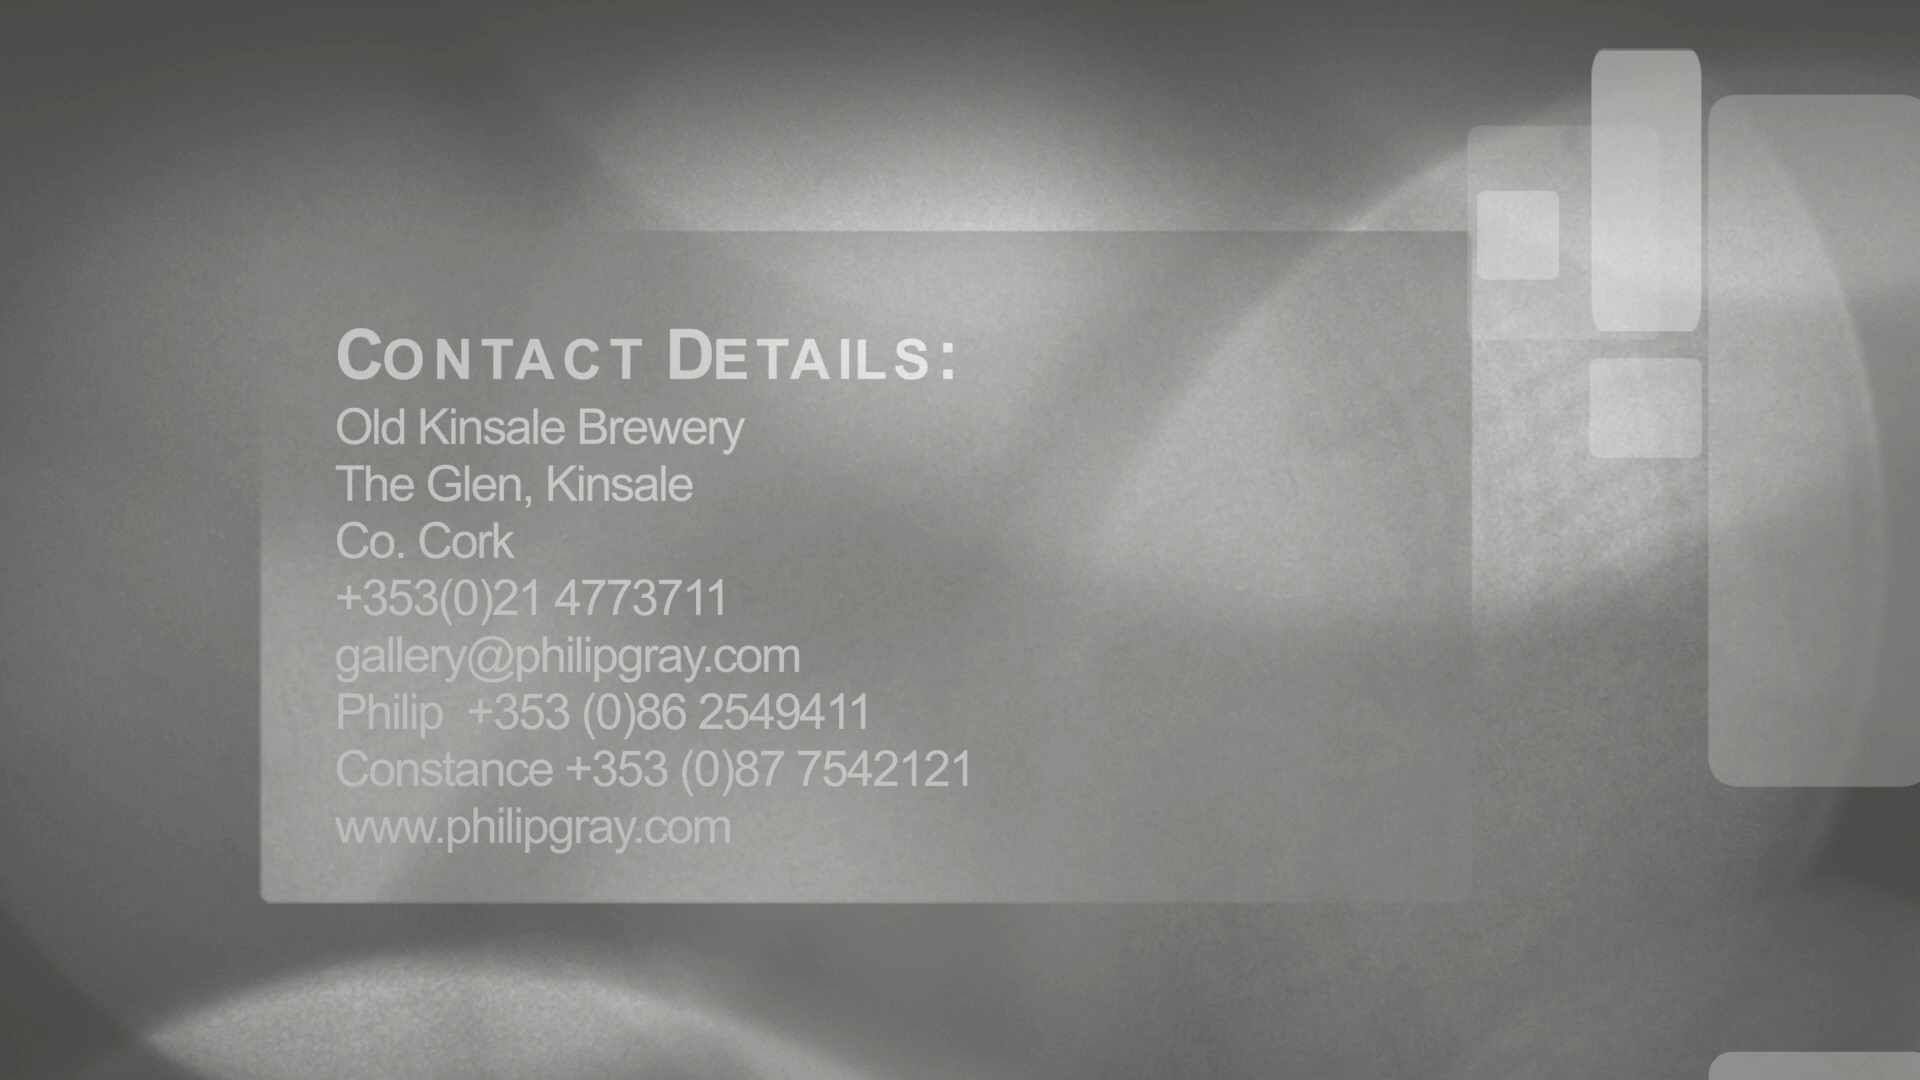 CONTACT DETAILS:
Old Kinsale Brewery
The Glen, Kinsale
Co. Cork
+353(0)21 4773711
gallery@philipgray.com
Philip  +353 (0)86 2549411
Constance +353 (0)87 7542121
www.philipgray.com